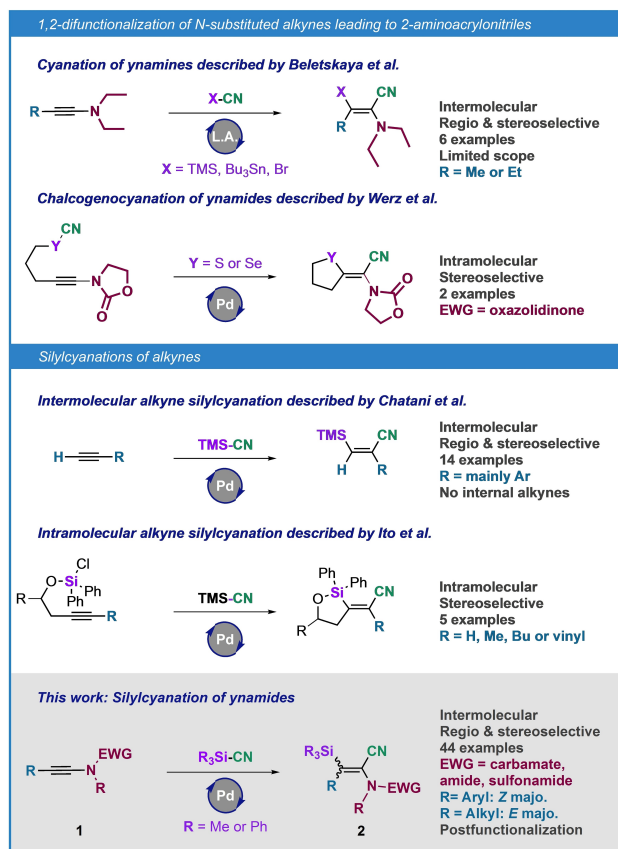 1,2-difunctionalization of N-substituted alkynes leading to 2-aminoacrylonitriles
Cyanation of ynamines described by Beletskaya et al.
R
N
X-CN
L.A.
X = TMS, Bu3Sn, Br
X
CN
R
N
Intermolecular
Regio & stereoselective
6 examples
Limited scope
R = Me or Et
Chalcogenocyanation of ynamides described by Werz et al.
CN
Y
N
O
O
Y = S or Se
Pd
Y
CN
N
O
O
Intramolecular
Stereoselective
2 examples
EWG = oxazolidinone
Silylcyanations of alkynes
Intermolecular alkyne silylcyanation described by Chatani et al.
H
R
TMS-CN
Pd
TMS
CN
H
R
Intermolecular
Regio & stereoselective
14 examples
R = mainly Ar
No internal alkynes
Intramolecular alkyne silylcyanation described by Ito et al.
Cl
O
Si
Ph
Ph
R
R
TMS-CN
Pd
Ph
Ph
Si
CN
O
R
R
Intramolecular
Stereoselective
5 examples
R = H, Me, Bu or vinyl
This work: Silylcyanation of ynamides
EWG
R
N
R
1
R3Si-CN
Pd
R = Me or Ph
R3Si
CN
R
N-EWG
R
2
Intermolecular
Regio & stereoselective
44 examples
EWG = carbamate,
amide, sulfonamide
R= Aryl: Z majo.
R = Alkyl: E majo.
Postfunctionalization